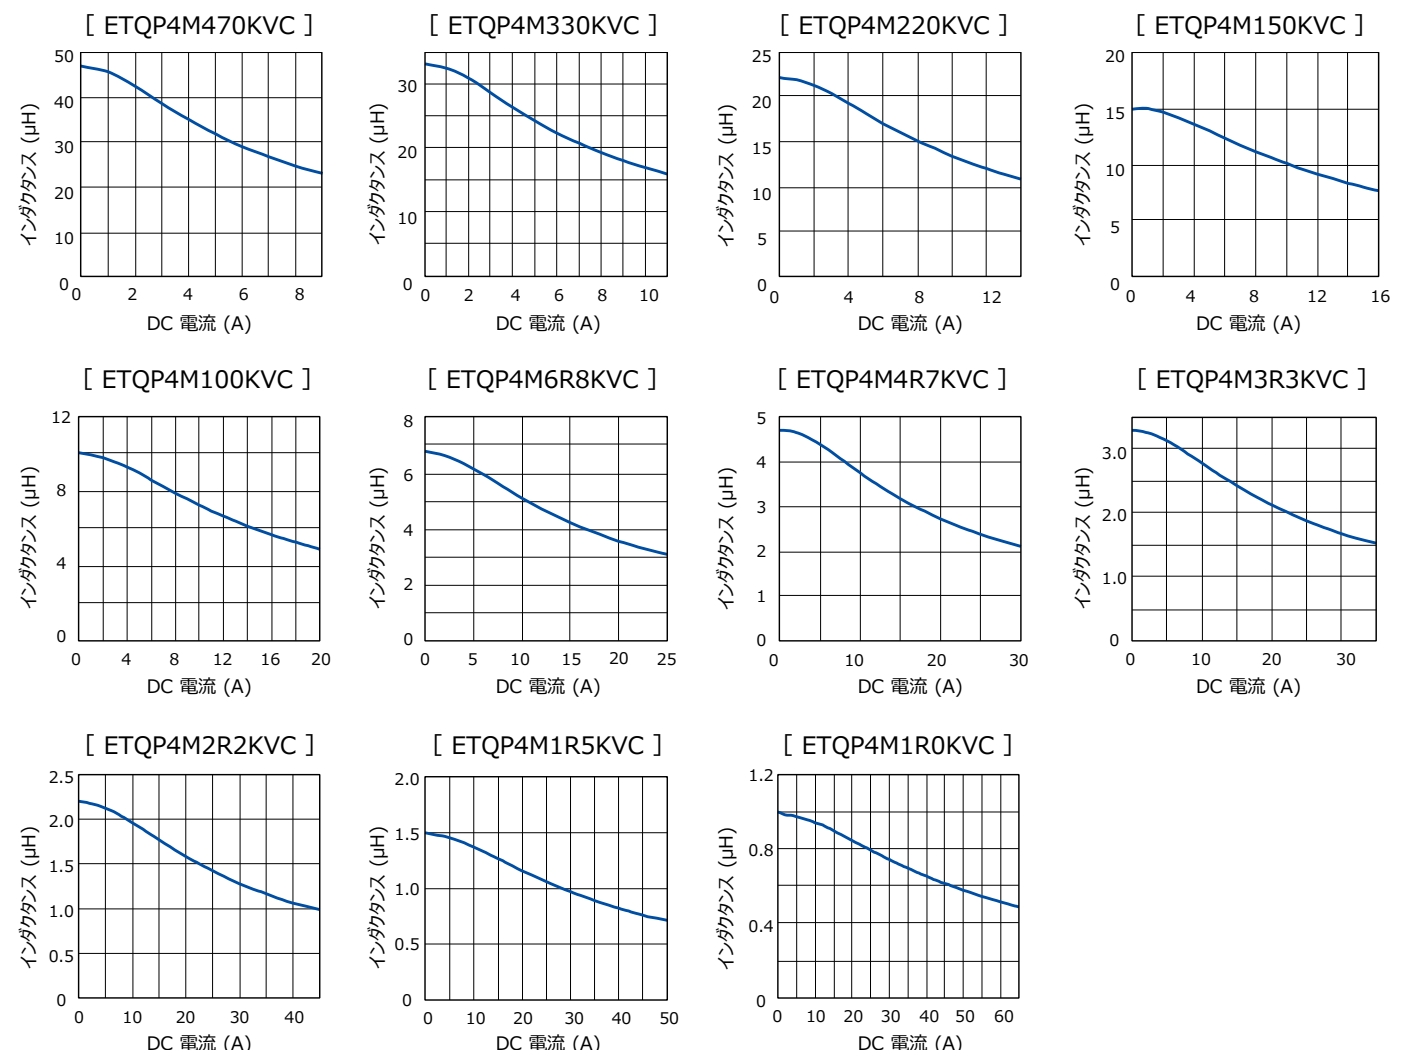 [ ETQP4M470KVC ]
50
40
30
20
10
0
インダクタンス (μH)
0 2 4 6 8
DC 電流 (A)
[ ETQP4M330KVC ]
30
20
10
0
インダクタンス (μH)
0 2 4 6 8 10
DC 電流 (A)
[ ETQP4M220KVC ]
25
20
15
10
5
0
インダクタンス (μH)
0 4 8 12
DC 電流 (A)
[ ETQP4M150KVC ]
20
15
10
5
0
インダクタンス (μH)
0 4 8 12 16
DC 電流 (A)
[ ETQP4M100KVC ]
12
8
4
0
インダクタンス (μH)
0 4 8 12 16 20
DC 電流 (A)
[ ETQP4M6R8KVC ]
8
6
4
2
0
インダクタンス (μH)
0 5 10 15 20 25
DC 電流 (A)
[ ETQP4M4R7KVC ]
5
4
3
2
1
0
インダクタンス (μH)
0 10 20 30
DC 電流 (A)
[ ETQP4M3R3KVC ]
3.0
2.0
1.0
0
インダクタンス (μH)
0 10 20 30
DC 電流 (A)
[ ETQP4M2R2KVC ]
2.5
2.0
1.5
1.0
0.5
0
インダクタンス (μH)
0 10 20 30 40
DC 電流 (A)
[ ETQP4M1R5KVC ]
2.0
1.5
1.0
0.5
0
インダクタンス (μH)
0 10 20 30 40 50
DC 電流 (A)
[ ETQP4M1R0KVC ]
1.2
0.8
0.4
0
インダクタンス (μH)
0 10 20 30 40 50 60
DC 電流 (A)